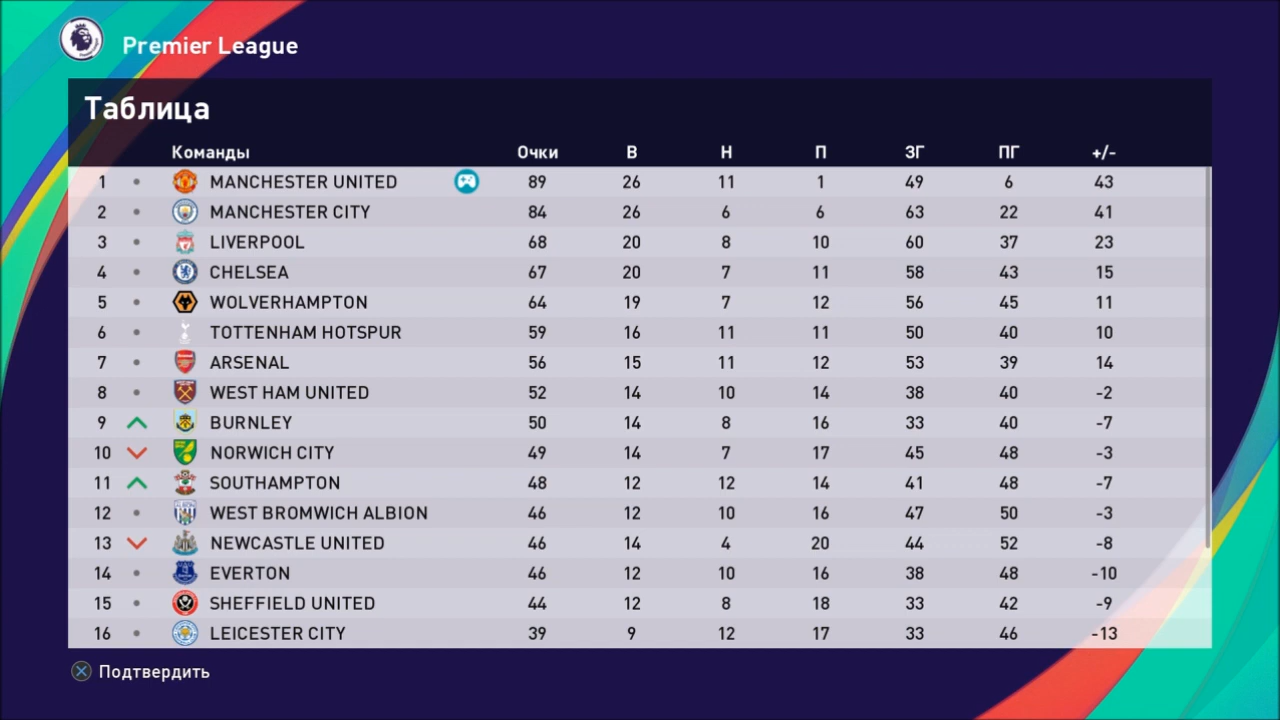 Premier League
Таблица
Команды Очки В Н П ЗГ ПГ +/-
1 MANCHESTER UNITED 89 26 11 1 49 6 43
2 MANCHESTER CITY 84 26 6 6 63 22 41
3 LIVERPOOL 68 20 8 10 60 37 23
4 CHELSEA 67 20 7 11 58 43 15
5 WOLVERHAMPTON 64 19 7 12 56 45 11
6 TOTTENHAM HOTSPUR 59 16 11 11 50 40 10
7 ARSENAL 56 15 11 12 53 39 14
8 WEST HAM UNITED 52 14 10 14 38 40 -2
9 BURNLEY 50 14 8 16 33 40 -7
10 NORWICH CITY 49 14 7 17 45 48 -3
11 SOUTHAMPTON 48 12 12 14 41 48 -7
12 WEST BROMWICH ALBION 46 12 10 16 47 50 -3
13 NEWCASTLE UNITED 46 14 4 20 44 52 -8
14 EVERTON 46 12 10 16 38 48 -10
15 SHEFFIELD UNITED 44 12 8 18 33 42 -9
16 LEICESTER CITY 39 9 12 17 33 46 -13
Подтвердить